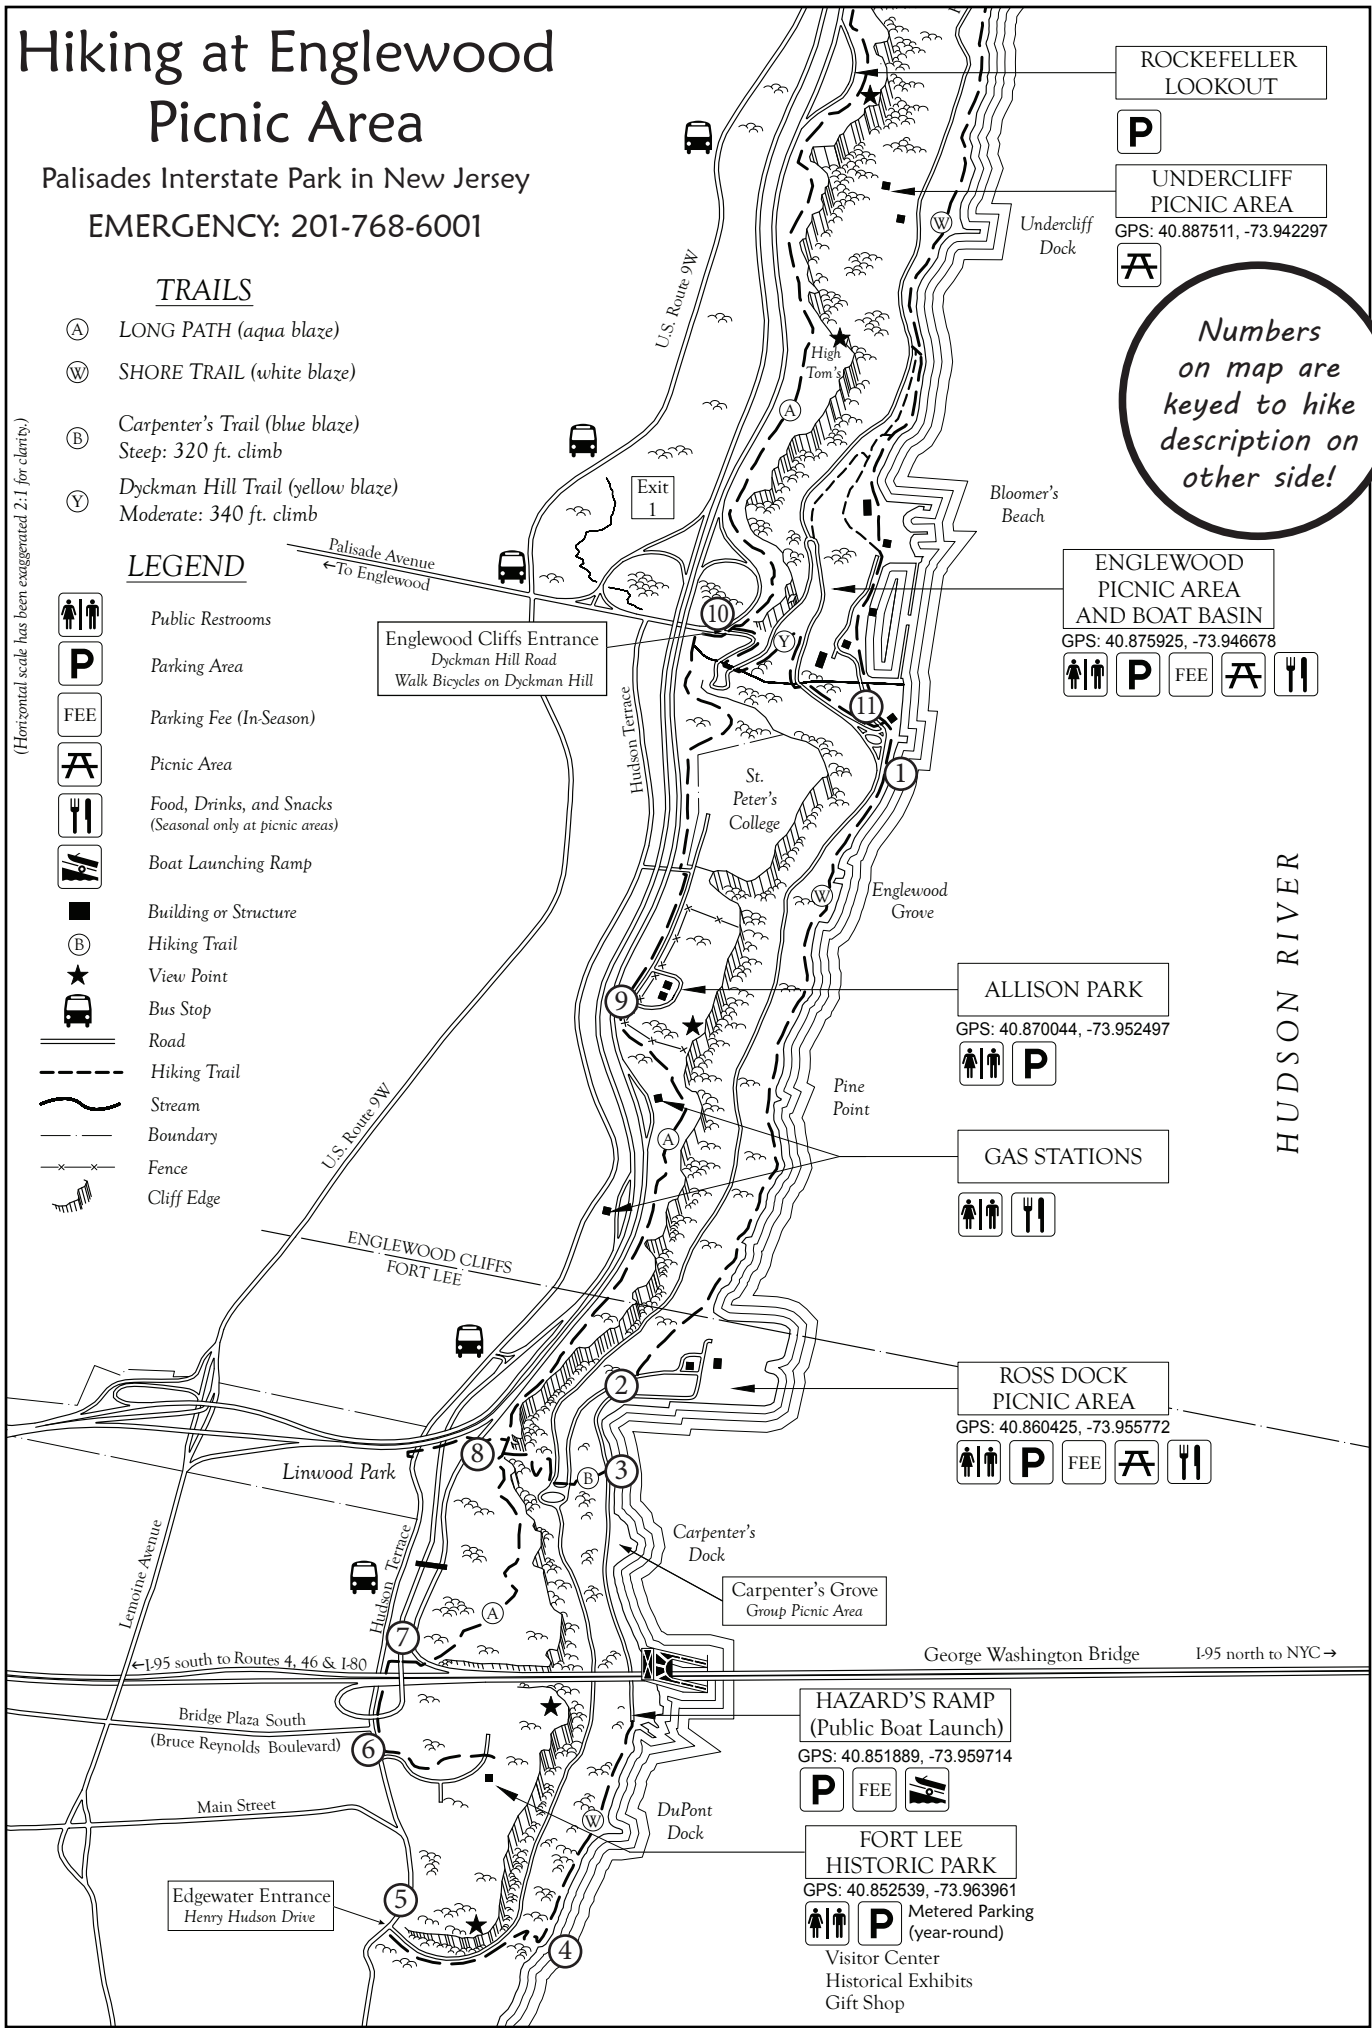 Hiking at Englewood
Picnic Area
Palisades Interstate Park in New Jersey
EMERGENCY: 201-768-6001
TRAILS
A LONG PATH (aqua blaze)
W SHORE TRAIL (white blaze)
B Carpenter's Trail (blue blaze)
Steep: 320 ft. climb
Y Dyckman Hill Trail (yellow blaze)
Moderate: 340 ft. climb
(Horizontal scale has been exaggerated 2:1 for clarity.)
LEGEND
Public Restrooms
P Parking Area
FEE Parking Fee (In-Season)
Picnic Area
Food, Drinks, and Snacks
(Seasonal only at picnic areas)
Boat Launching Ramp
Building or Structure
B Hiking Trail
View Point
Bus Stop
Road
Hiking Trail
Stream
Boundary
Fence
Cliff Edge
ROCKEFELLER
LOOKOUT
P
UNDERCLIFF
PICNIC AREA
GPS: 40.887511, -73.942297
Undercliff
Dock
W
Numbers
on map are
keyed to hike
description on
other side!
U.S. Route 9W
High
Tom's
A
Exit
1
Bloomer's
Beach
Palisade Avenue
←To Englewood
ENGLEWOOD
PICNIC AREA
AND BOAT BASIN
GPS: 40.875925, -73.946678
P FEE
10
Y
Englewood Cliffs Entrance
Dyckman Hill Road
Walk Bicycles on Dyckman Hill
11
Hudson Terrace
1
St.
Peter's
College
W
Englewood
Grove
HUDSON RIVER
ALLISON PARK
GPS: 40.870044, -73.952497
P
9
Pine
Point
U.S. Route 9W
A
GAS STATIONS
ENGLEWOOD CLIFFS
FORT LEE
ROSS DOCK
PICNIC AREA
GPS: 40.860425, -73.955772
P FEE
2
8
Linwood Park
B
3
Carpenter's
Dock
Lemoine Avenue
Hudson Terrace
Carpenter's Grove
Group Picnic Area
A
7
←I-95 south to Routes 4, 46 & I-80
George Washington Bridge
I-95 north to NYC→
HAZARD'S RAMP
(Public Boat Launch)
GPS: 40.851889, -73.959714
P FEE
Bridge Plaza South
(Bruce Reynolds Boulevard)
6
Main Street
W
DuPont
Dock
FORT LEE
HISTORIC PARK
GPS: 40.852539, -73.963961
P Metered Parking
(year-round)
Visitor Center
Historical Exhibits
Gift Shop
Edgewater Entrance
Henry Hudson Drive
5
4